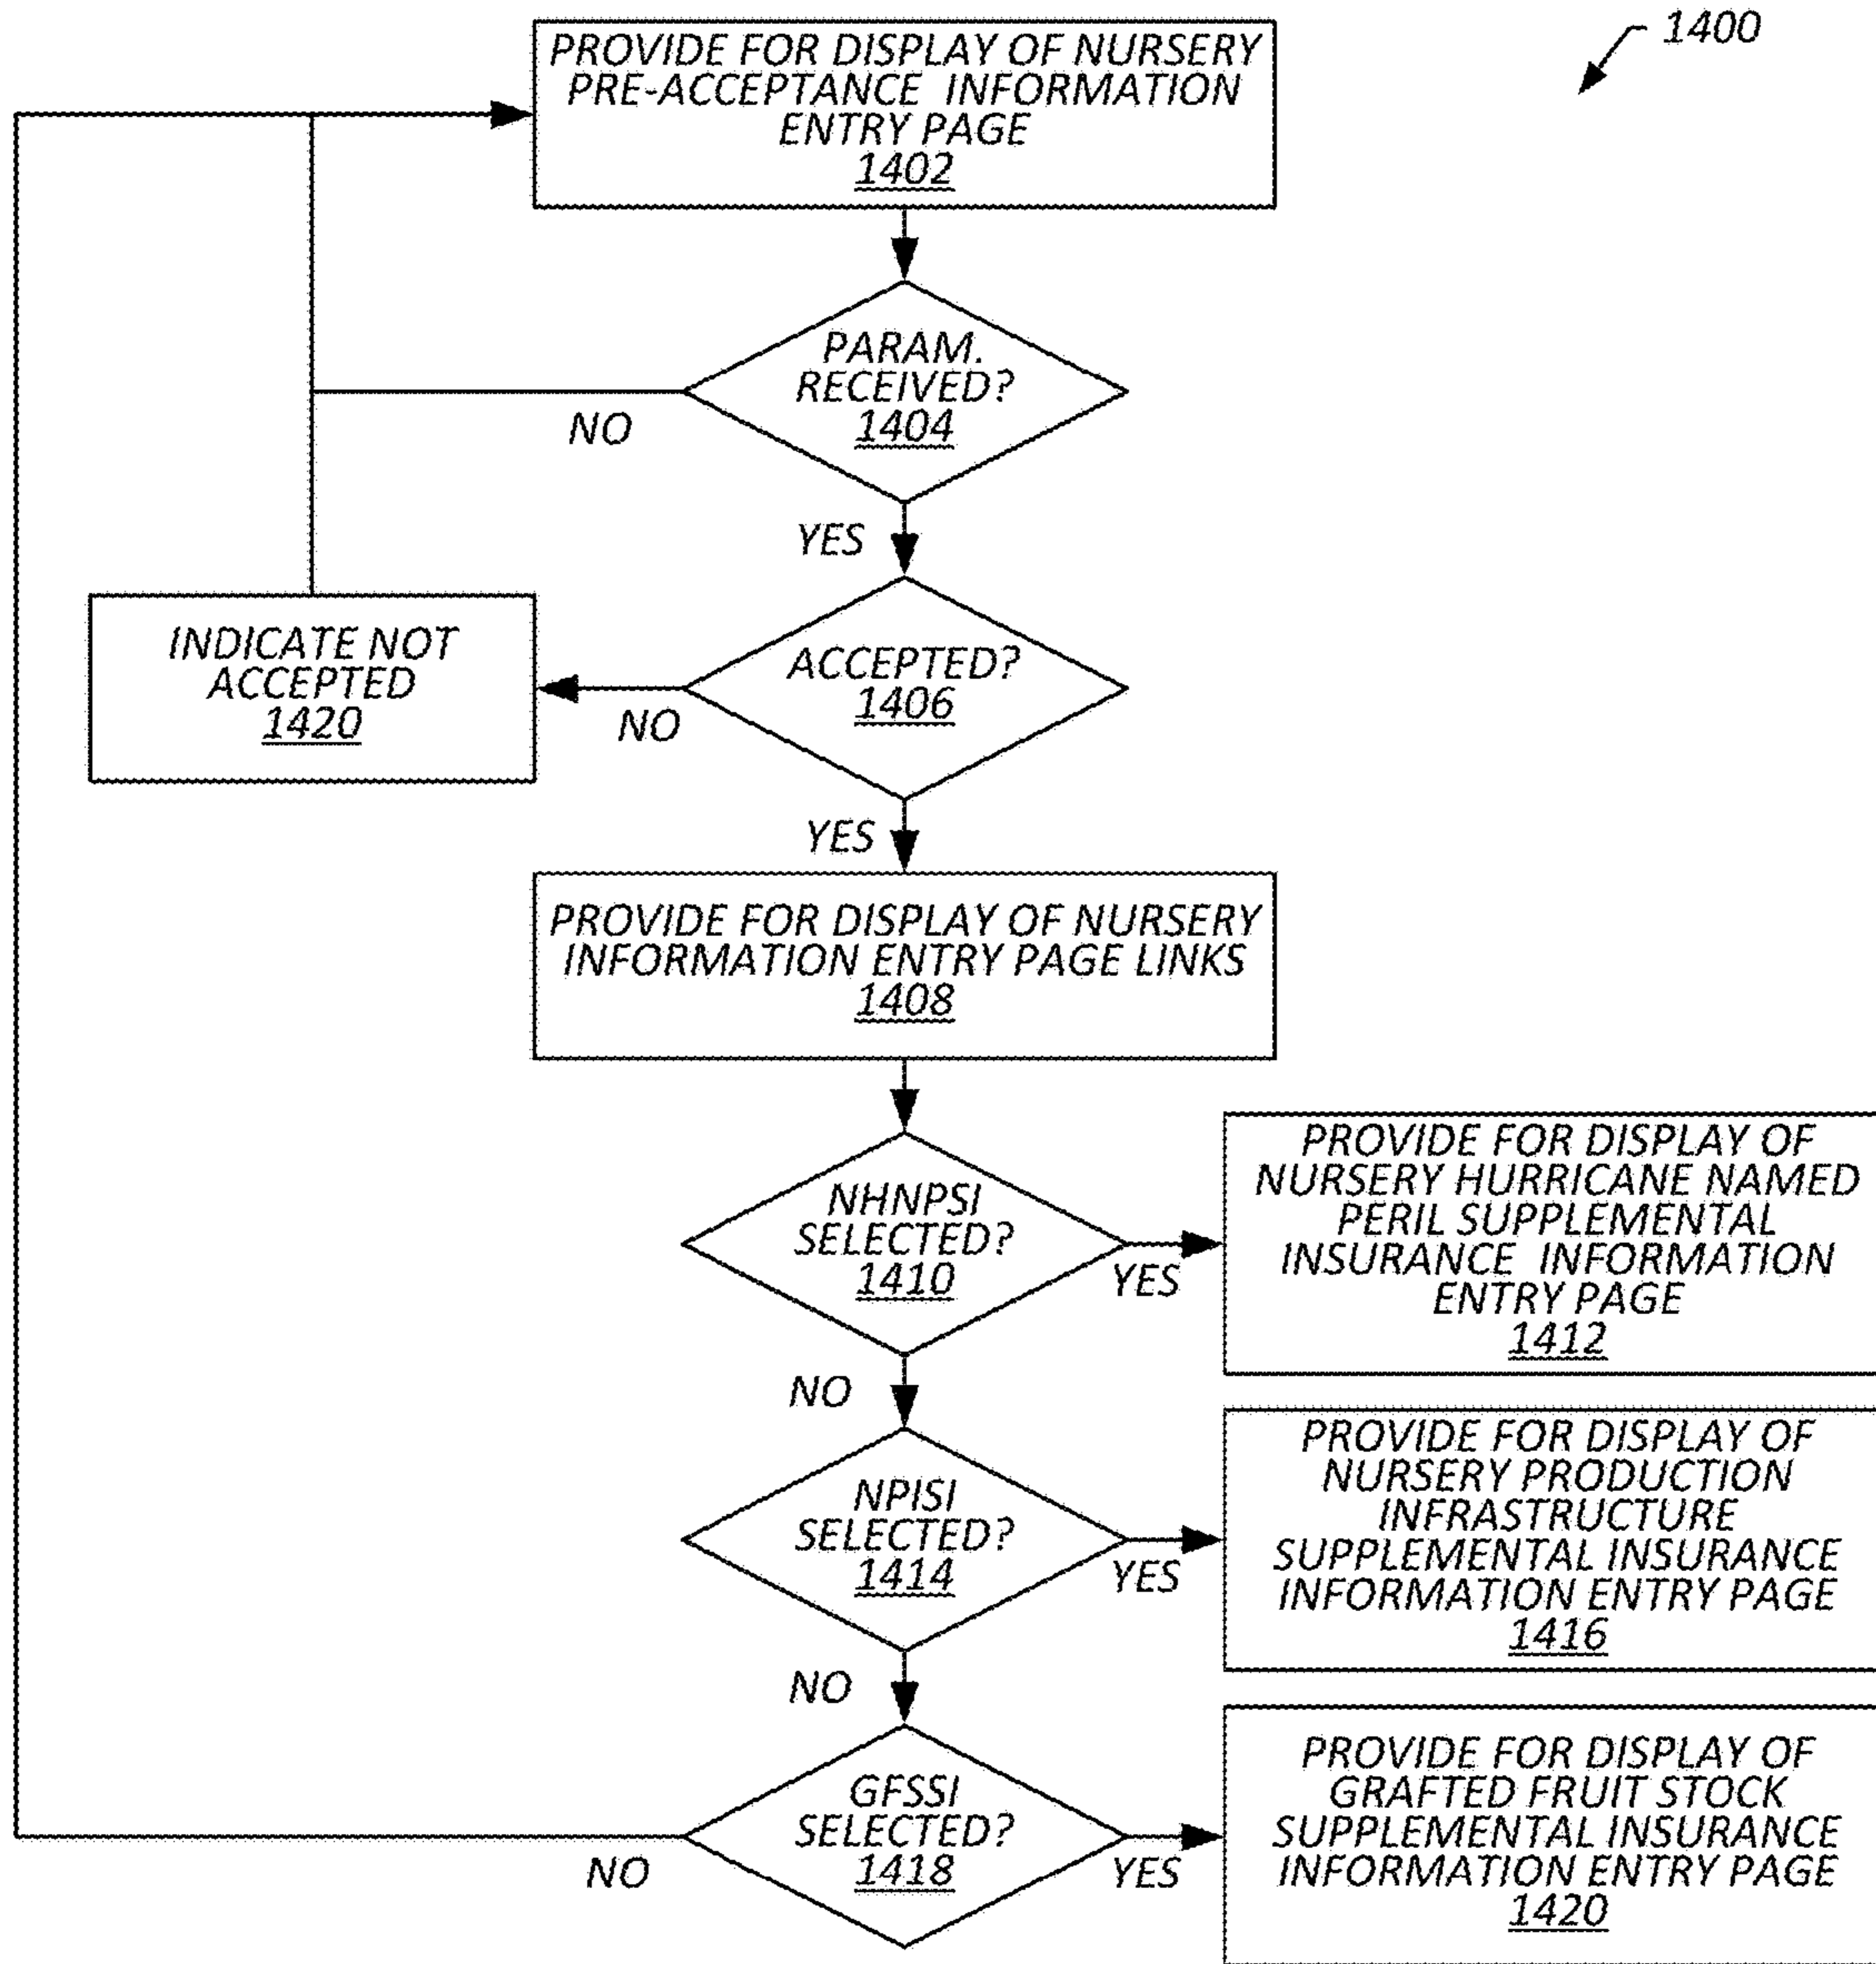 1400
PROVIDE FOR DISPLAY OF NURSERY
PRE-ACCEPTANCE INFORMATION
ENTRY PAGE
1402
PARAM.
RECEIVED?
1404
NO
YES
INDICATE NOT
ACCEPTED
1420
ACCEPTED?
1406
NO
YES
PROVIDE FOR DISPLAY OF NURSERY
INFORMATION ENTRY PAGE LINKS
1408
NHNPSI
SELECTED?
1410
YES
PROVIDE FOR DISPLAY OF
NURSERY HURRICANE NAMED
PERIL SUPPLEMENTAL
INSURANCE INFORMATION
ENTRY PAGE
1412
NO
NPISI
SELECTED?
1414
YES
PROVIDE FOR DISPLAY OF
NURSERY PRODUCTION
INFRASTRUCTURE
SUPPLEMENTAL INSURANCE
INFORMATION ENTRY PAGE
1416
NO
GFSSI
SELECTED?
1418
NO
YES
PROVIDE FOR DISPLAY OF
GRAFTED FRUIT STOCK
SUPPLEMENTAL INSURANCE
INFORMATION ENTRY PAGE
1420